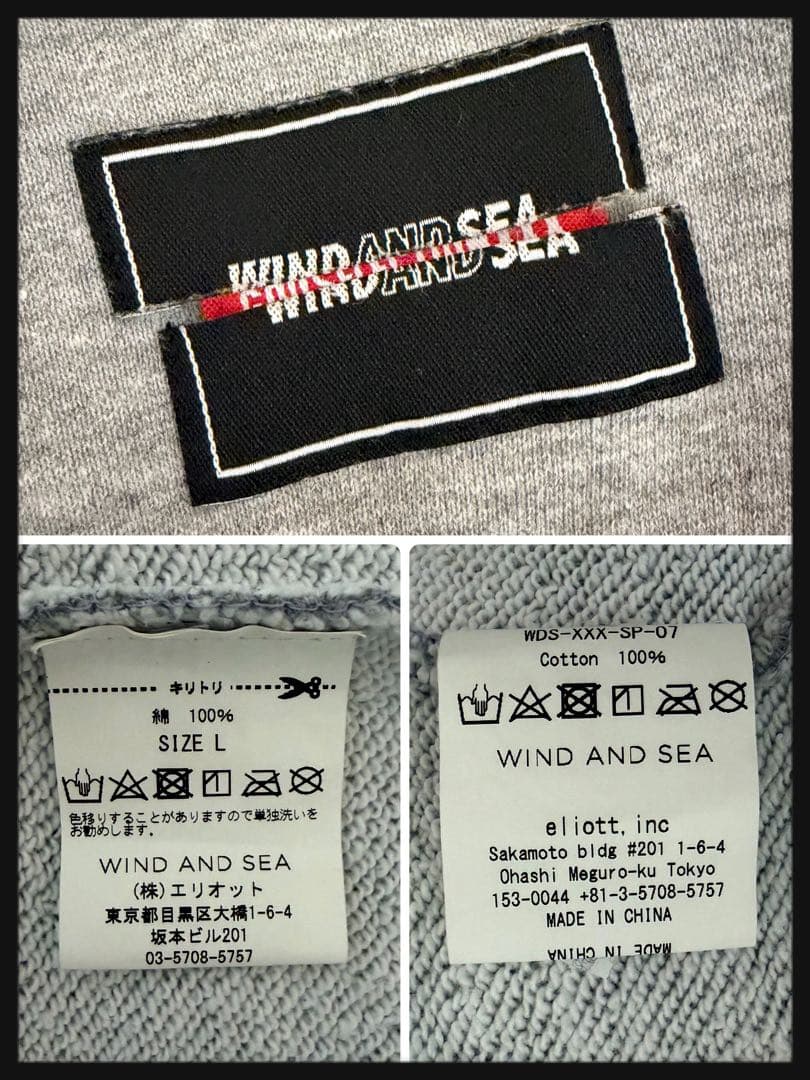 WIND AND SEA
キリトリ
綿 100%
SIZE L
色移りすることがありますので単独洗いを
お勧めします。
WIND AND SEA
(株)エリオット
東京都目黒区大橋1-6-4
坂本ビル201
03-5708-5757
WDS-XXX-SP-07
Cotton 100%
WIND AND SEA
eliott, inc
Sakamoto bldg #201 1-6-4
Ohashi Meguro-ku Tokyo
153-0044 +81-3-5708-5757
MADE IN CHINA
MADE IN CHINA